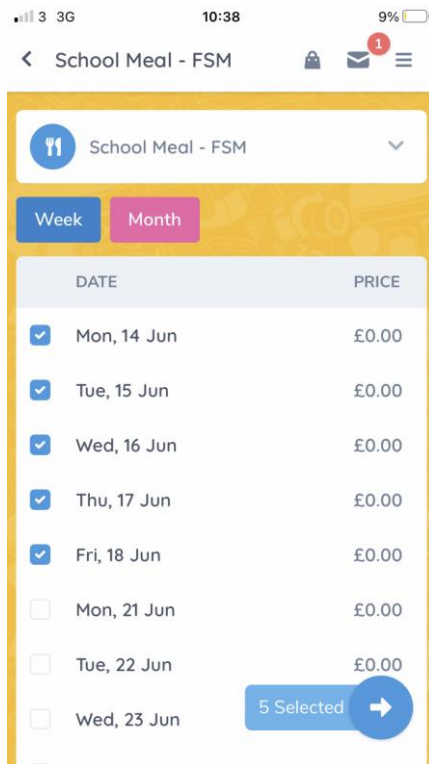 3 3G 10:38 9%
School Meal - FSM 1
School Meal - FSM
Week Month
DATE PRICE
Mon, 14 Jun £0.00
Tue, 15 Jun £0.00
Wed, 16 Jun £0.00
Thu, 17 Jun £0.00
Fri, 18 Jun £0.00
Mon, 21 Jun £0.00
Tue, 22 Jun £0.00
Wed, 23 Jun 5 Selected